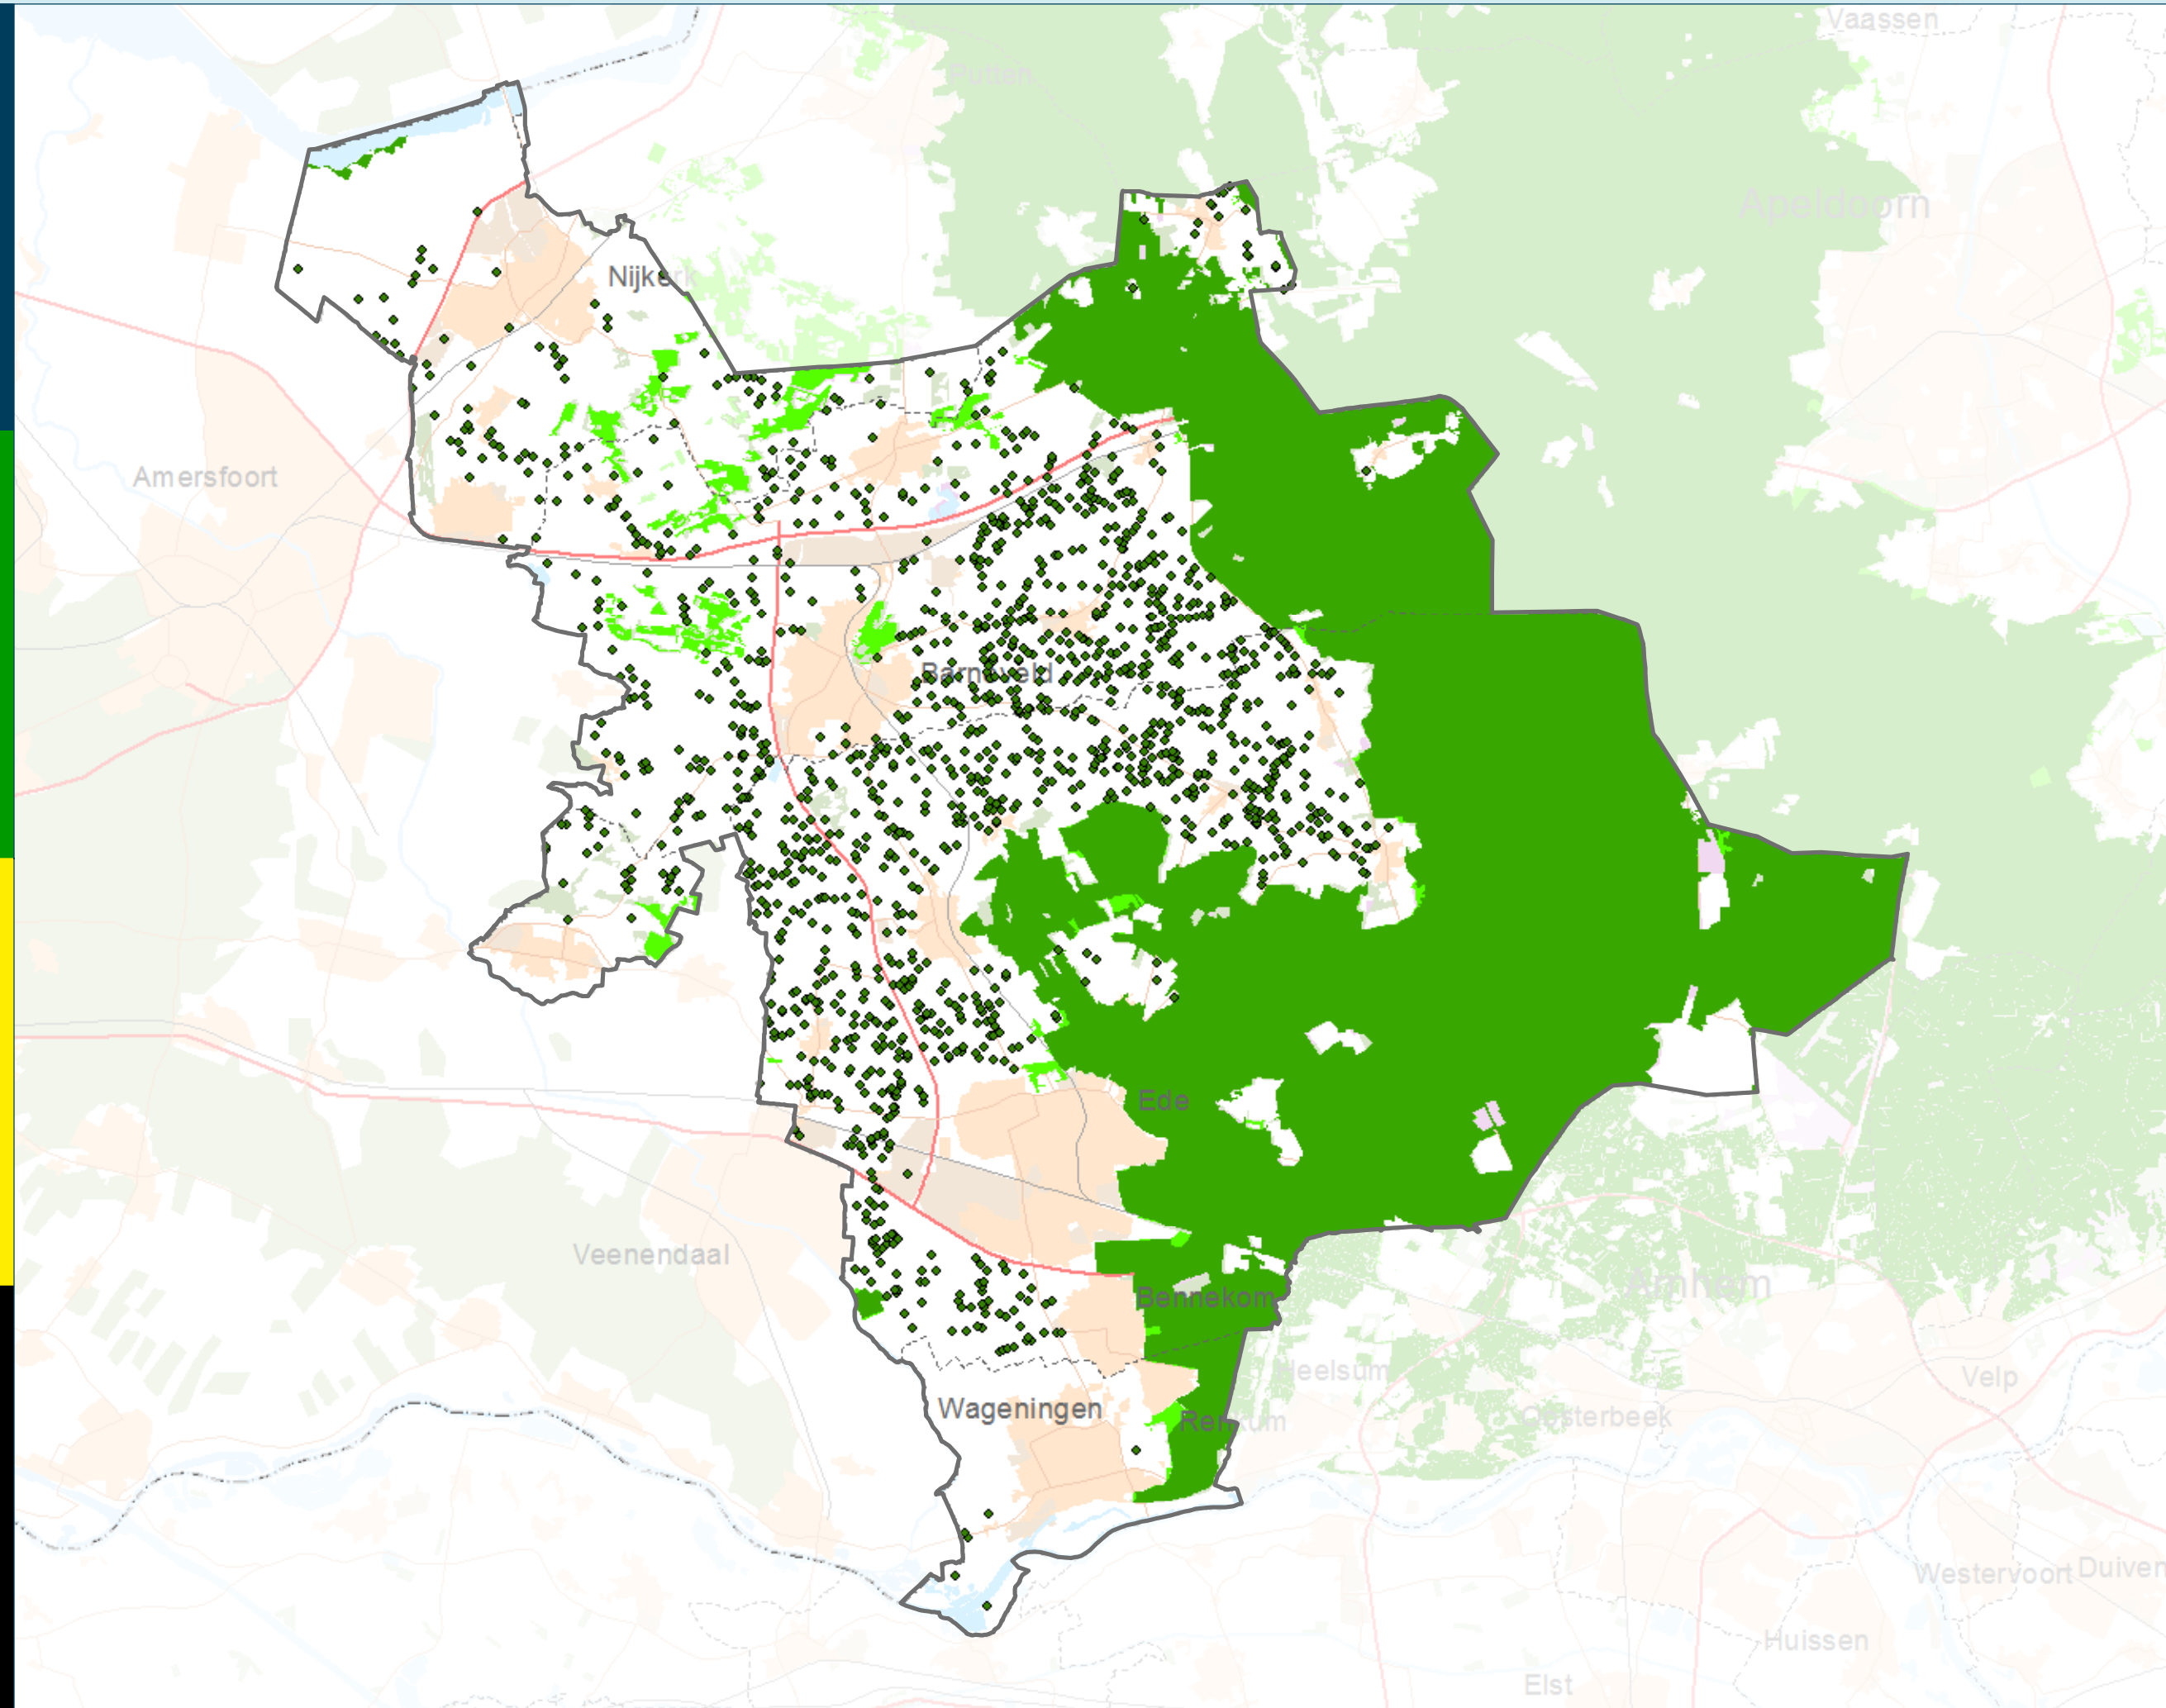 Vaassen
Putten
Apeldoorn
Nijkerk
Amersfoort
Barneveld
Ede
Veenendaal
Bennekom
Arnhem
Heelsum
Velp
Wageningen
Renkum
Oosterbeek
Westervoort
Duiven
Huissen
Elst